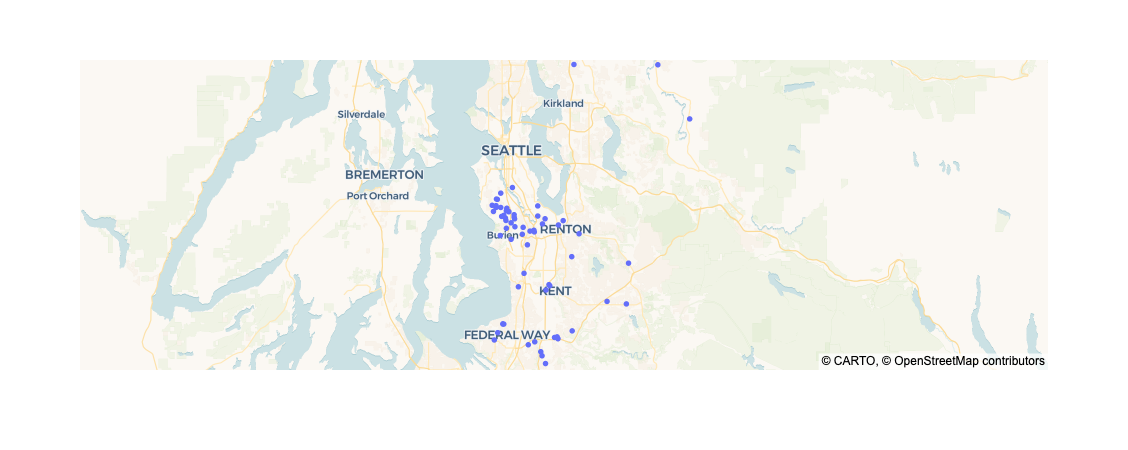 Kirkland
Silverdale
SEATTLE
BREMERTON
Port Orchard
Burien
RENTON
KENT
FEDERAL WAY
© CARTO, © OpenStreetMap contributors